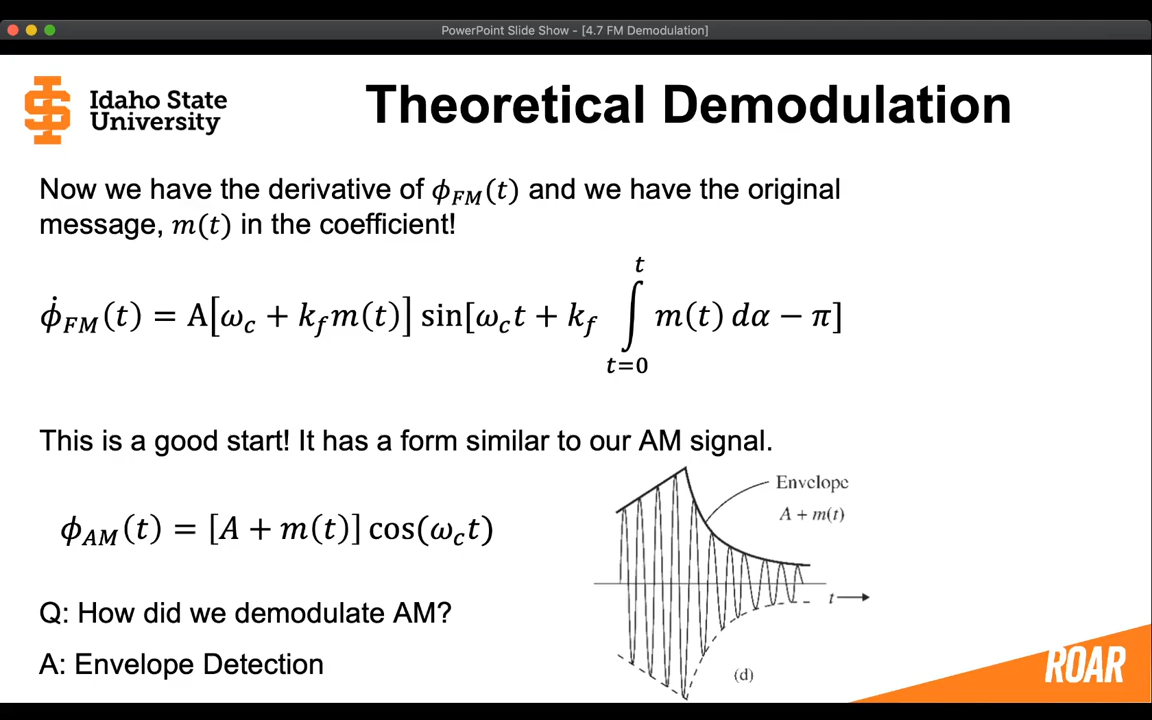 PowerPoint Slide Show - [4.7 FM Demodulation]
Idaho State
University
Theoretical Demodulation
Now we have the derivative of ϕ_FM(t) and we have the original
message, m(t) in the coefficient!
ϕ̇_FM(t) = A[ω_c + k_f m(t)] sin[ω_c t + k_f ∫_{t=0}^{t} m(t) dα − π]
This is a good start! It has a form similar to our AM signal.
Envelope
A + m(t)
ϕ_AM(t) = [A + m(t)] cos(ω_c t)
t
Q: How did we demodulate AM?
A: Envelope Detection
(d)
ROAR